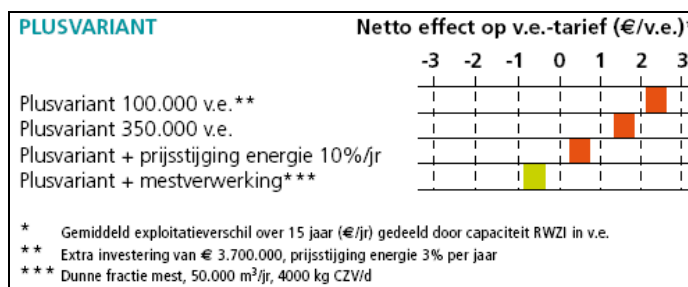 PLUSVARIANT Netto effect op v.e.-tarief (€/v.e.)*
-3 -2 -1 0 1 2 3
Plusvariant 100.000 v.e.**
Plusvariant 350.000 v.e.
Plusvariant + prijsstijging energie 10%/jr
Plusvariant + mestverwerking***
* Gemiddeld exploitatieverschil over 15 jaar (€/jr) gedeeld door capaciteit RWZI in v.e.
** Extra investering van € 3.700.000, prijsstijging energie 3% per jaar
*** Dunne fractie mest, 50.000 m³/jr, 4000 kg CZV/d